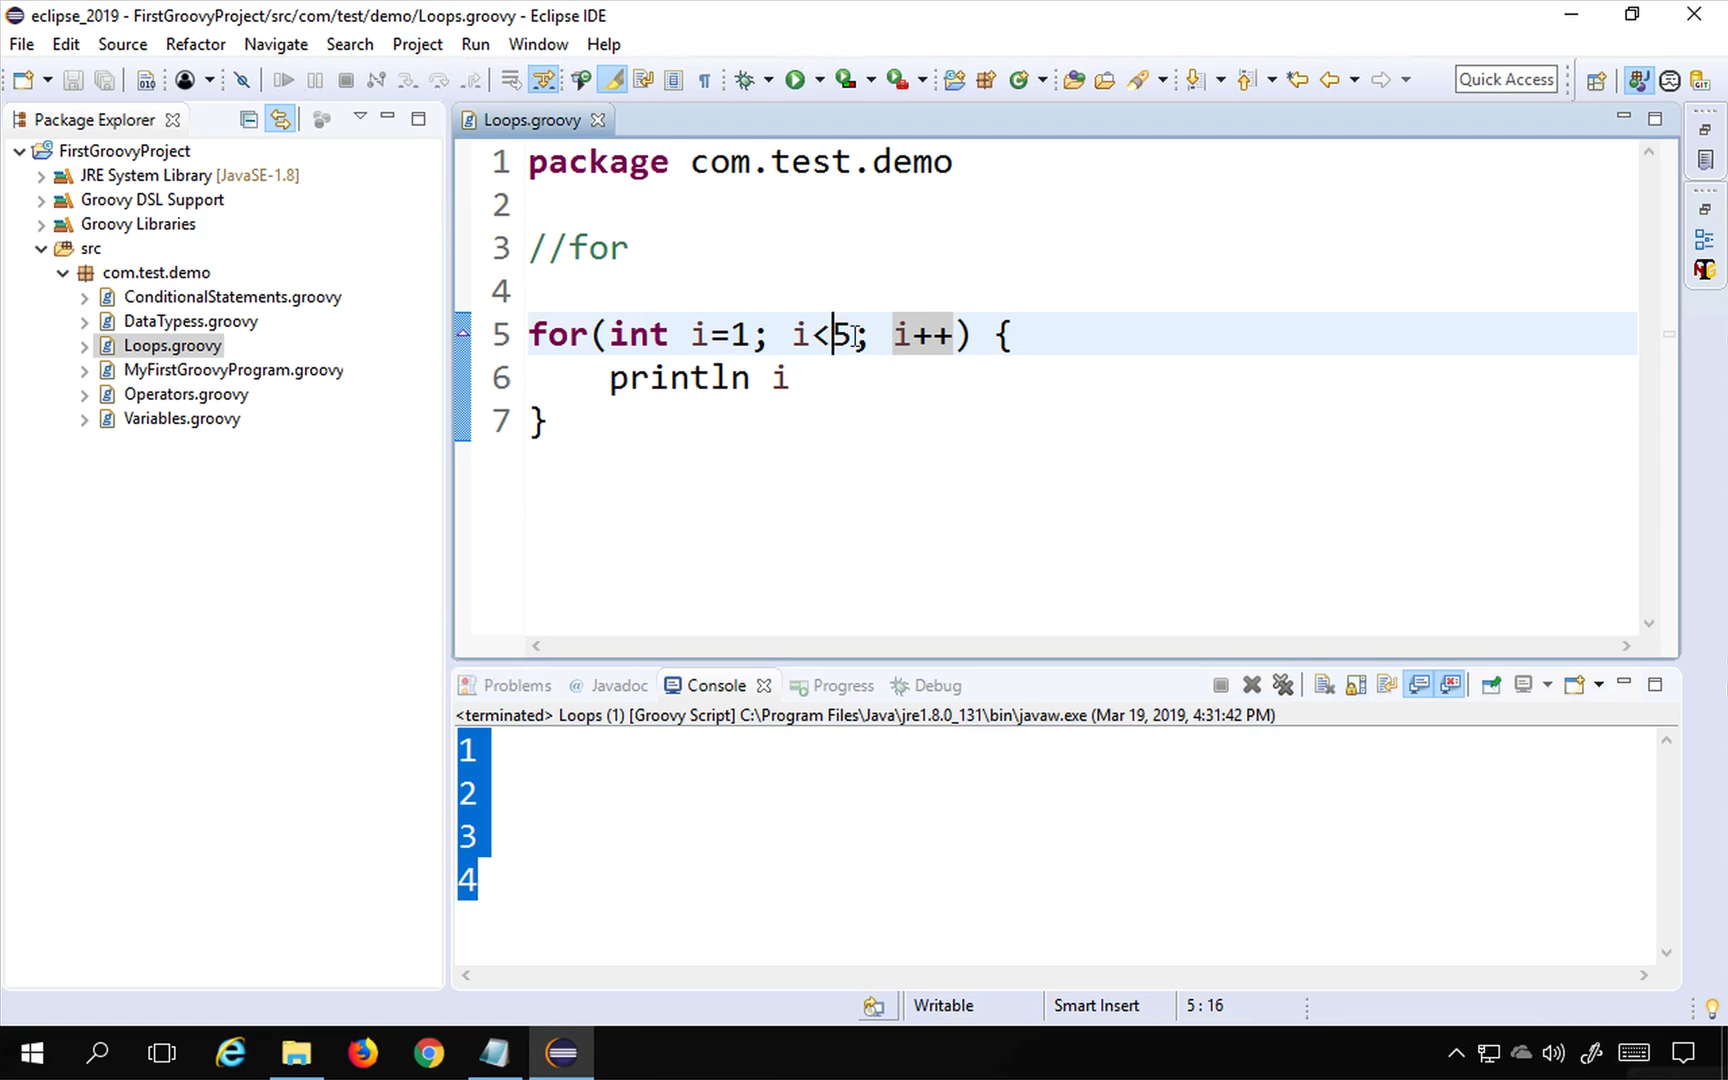 eclipse_2019 - FirstGroovyProject/src/com/test/demo/Loops.groovy - Eclipse IDE
File Edit Source Refactor Navigate Search Project Run Window Help
Quick Access
Package Explorer
FirstGroovyProject
JRE System Library [JavaSE-1.8]
Groovy DSL Support
Groovy Libraries
src
com.test.demo
ConditionalStatements.groovy
DataTypess.groovy
Loops.groovy
MyFirstGroovyProgram.groovy
Operators.groovy
Variables.groovy
Loops.groovy
1 package com.test.demo
2
3 //for
4
5 for(int i=1; i<5; i++) {
6     println i
7 }
Problems @ Javadoc Console Progress Debug
<terminated> Loops (1) [Groovy Script] C:\Program Files\Java\jre1.8.0_131\bin\javaw.exe (Mar 19, 2019, 4:31:42 PM)
1
2
3
4
Writable Smart Insert 5 : 16